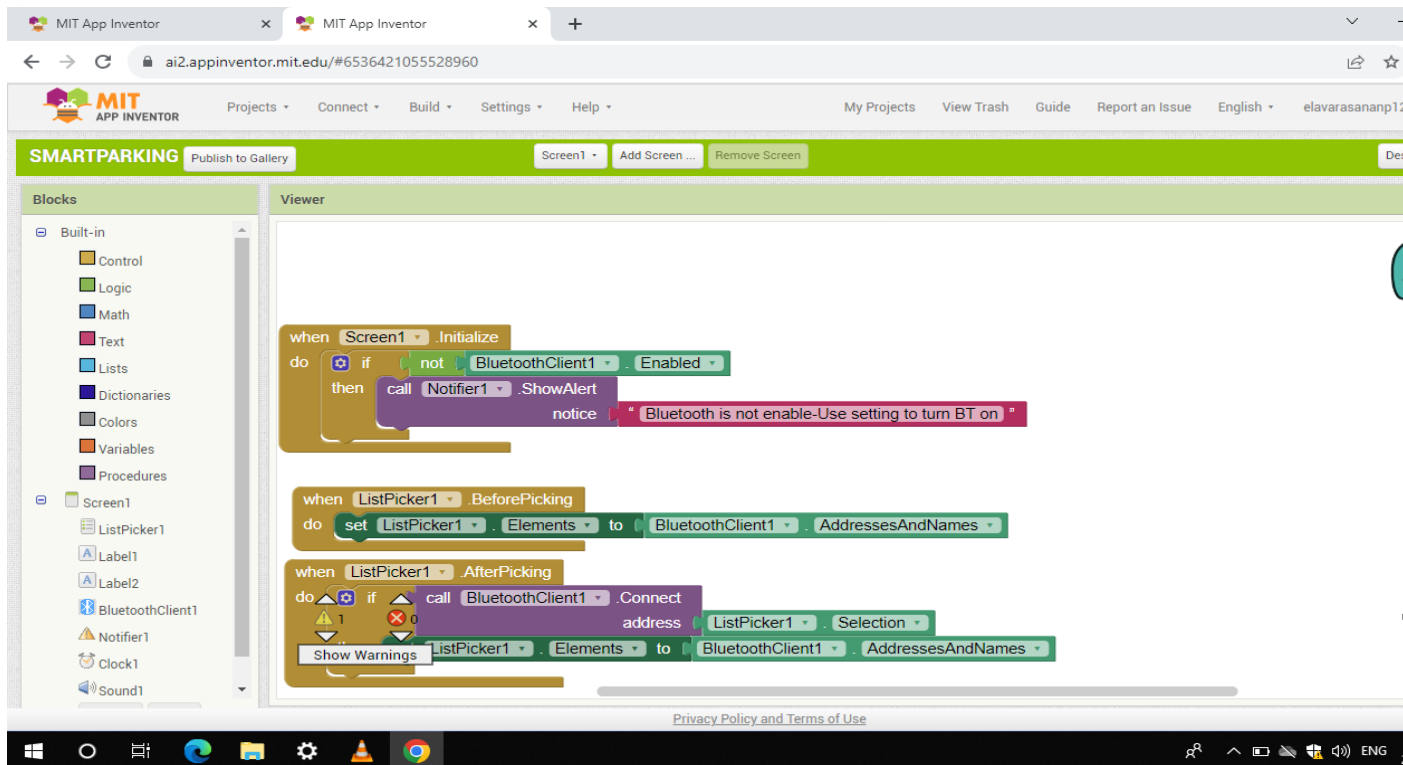 MIT App Inventor
MIT App Inventor
ai2.appinventor.mit.edu/#6536421055528960
MIT
APP INVENTOR
Projects
Connect
Build
Settings
Help
My Projects
View Trash
Guide
Report an Issue
English
elavarasananp12
SMARTPARKING
Publish to Gallery
Screen1
Add Screen ...
Remove Screen
Blocks
Viewer
Built-in
Control
Logic
Math
Text
Lists
Dictionaries
Colors
Variables
Procedures
Screen1
ListPicker1
Label1
Label2
BluetoothClient1
Notifier1
Clock1
Sound1
when Screen1 .Initialize
do if not BluetoothClient1 . Enabled
then call Notifier1 .ShowAlert
notice " Bluetooth is not enable-Use setting to turn BT on "
when ListPicker1 .BeforePicking
do set ListPicker1 . Elements to BluetoothClient1 . AddressesAndNames
when ListPicker1 .AfterPicking
do if call BluetoothClient1 .Connect
address ListPicker1 . Selection
1 0
ListPicker1 . Elements to BluetoothClient1 . AddressesAndNames
Show Warnings
Privacy Policy and Terms of Use
ENG